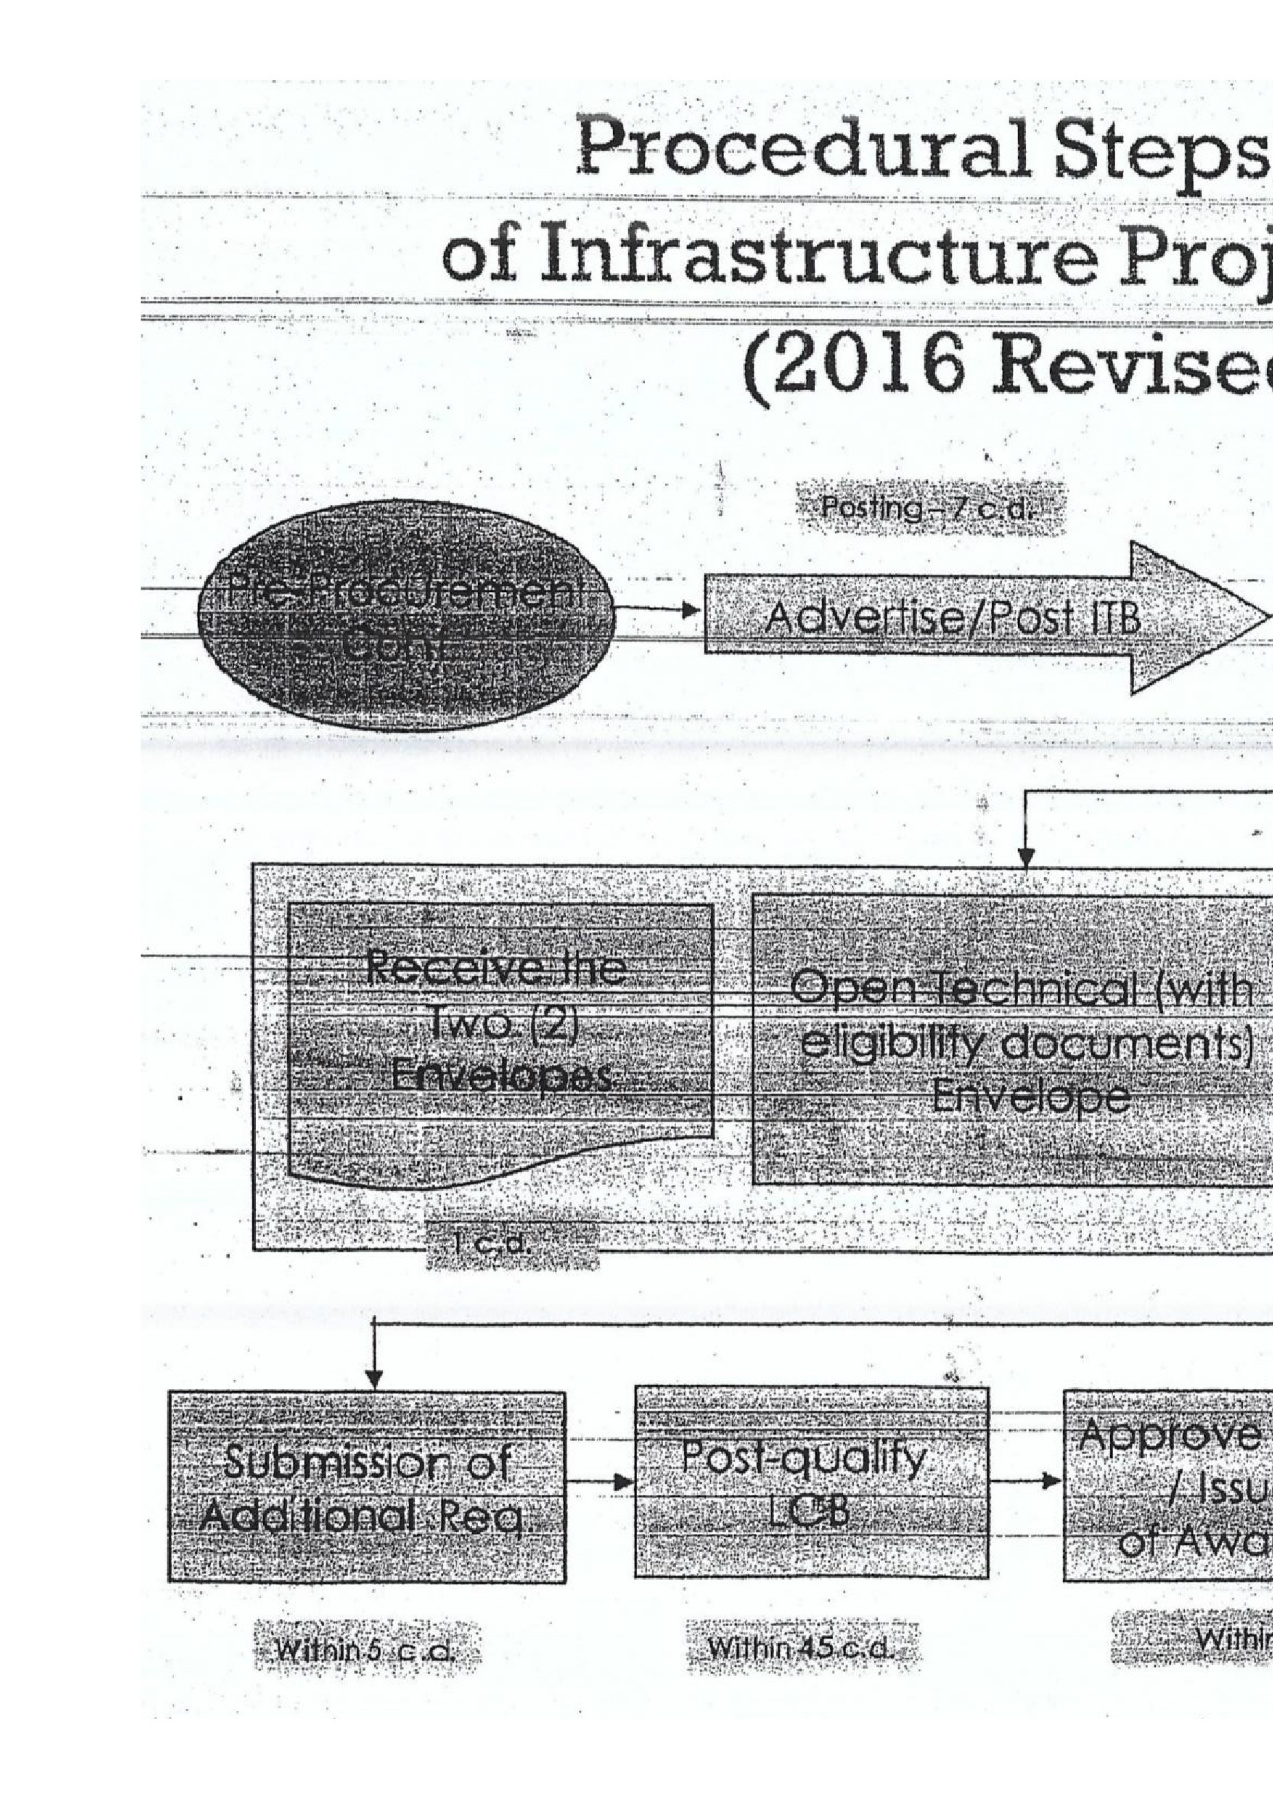 Procedural Steps
of Infrastructure Proj
(2016 Revised
Posting – 7 c.d.
Pre-Procurement
Conf
Advertise/Post ITB
Receive the
Two (2)
Envelopes
Open Technical (with
eligibility documents)
Envelope
1 c.d.
Submission of
Additional Req.
Post-qualify
LCB
Approve
/ Issu
of Awa
Within 5 c.d.
Within 45 c.d.
Within